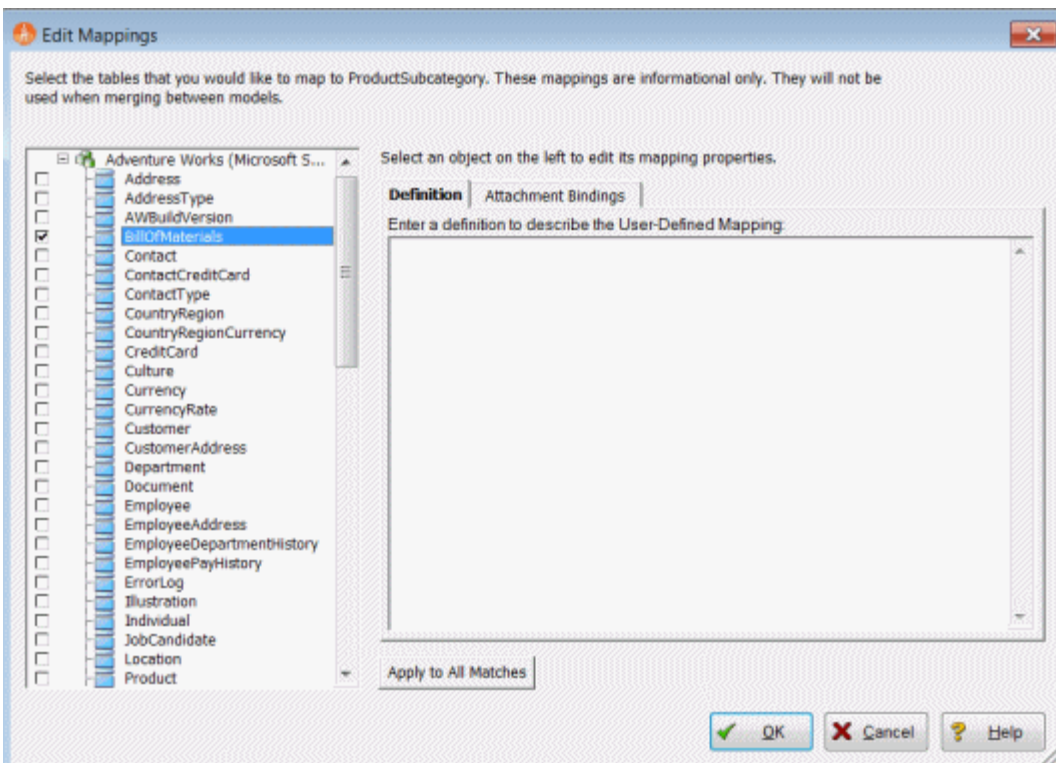 Edit Mappings
Select the tables that you would like to map to ProductSubcategory. These mappings are informational only. They will not be
used when merging between models.
Adventure Works (Microsoft S...
Address
AddressType
AWBuildVersion
BillOfMaterials
Contact
ContactCreditCard
ContactType
CountryRegion
CountryRegionCurrency
CreditCard
Culture
Currency
CurrencyRate
Customer
CustomerAddress
Department
Document
Employee
EmployeeAddress
EmployeeDepartmentHistory
EmployeePayHistory
ErrorLog
Illustration
Individual
JobCandidate
Location
Product
Select an object on the left to edit its mapping properties.
Definition Attachment Bindings
Enter a definition to describe the User-Defined Mapping:
Apply to All Matches
OK Cancel Help